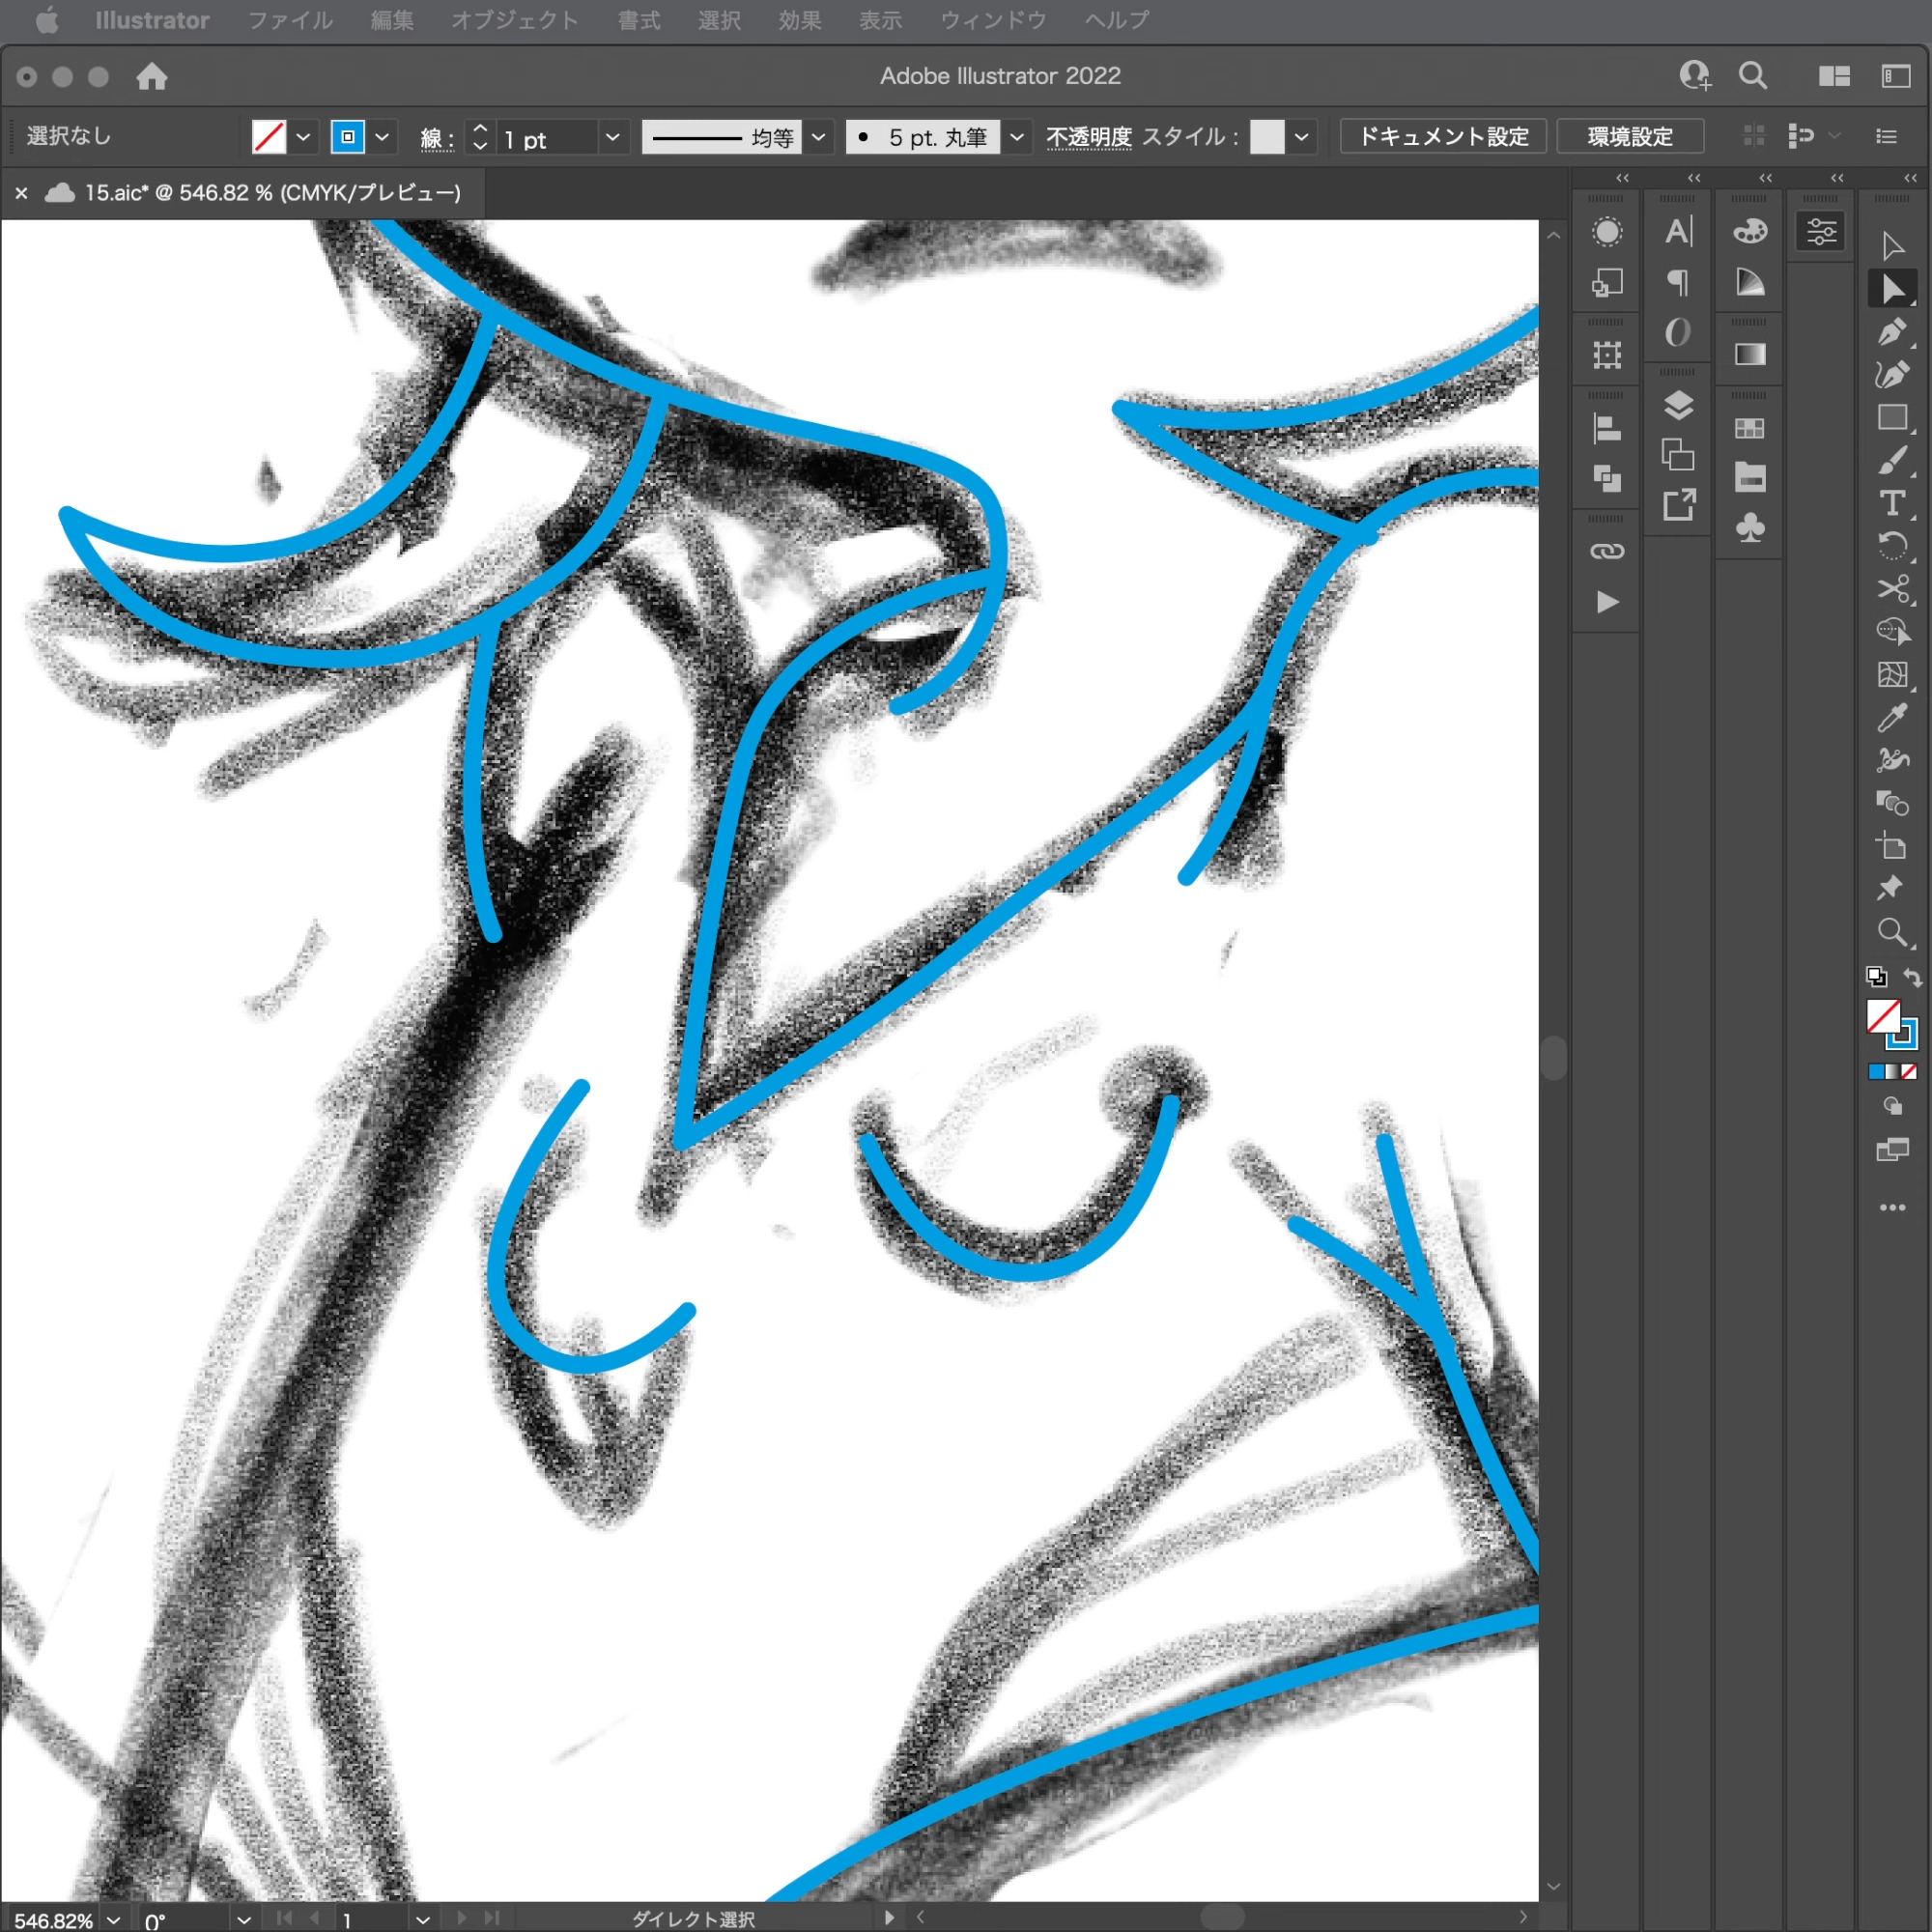 Illustrator ファイル 編集 オブジェクト 書式 選択 効果 表示 ウィンドウ ヘルプ
Adobe Illustrator 2022
選択なし 線 : 1 pt 均等 5 pt. 丸筆 不透明度 スタイル : ドキュメント設定 環境設定
× 15.aic* @ 546.82 % (CMYK/プレビュー)
546.82% 0° 1 ダイレクト選択